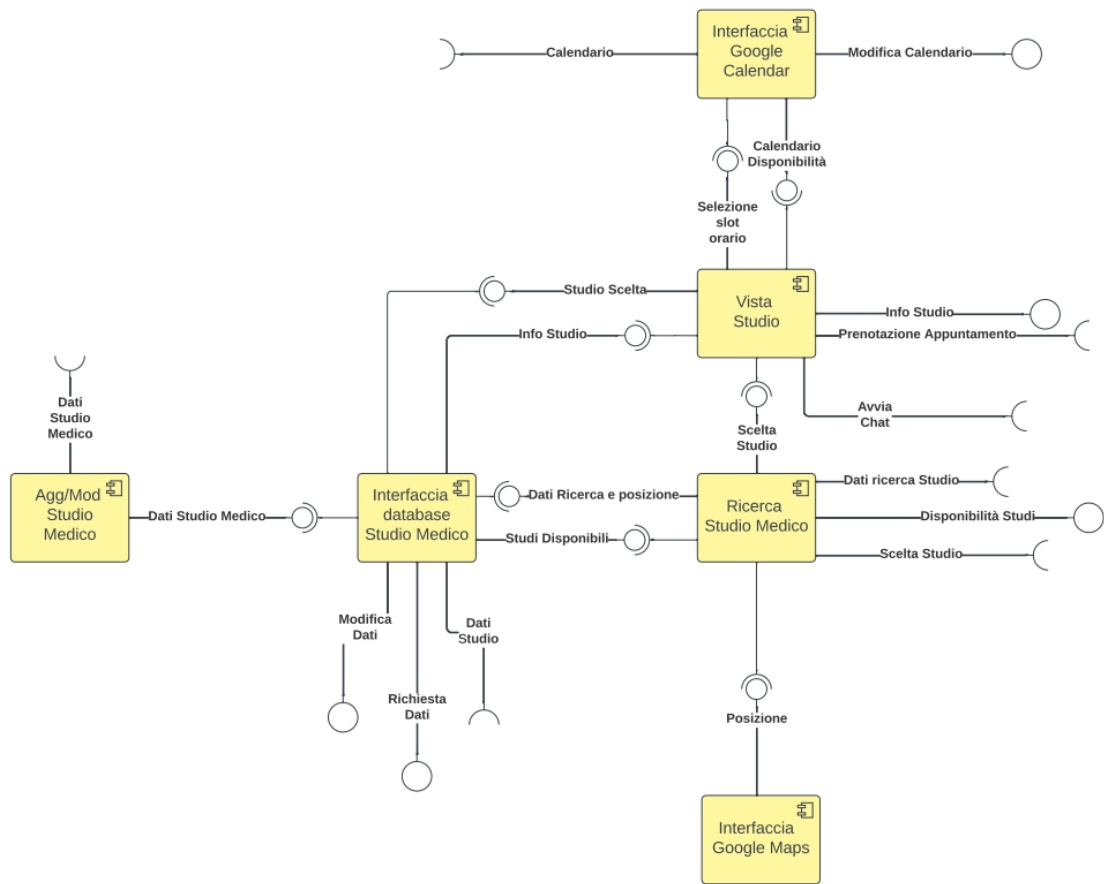 Interfaccia
Google
Calendar
Calendario
Modifica Calendario
Calendario
Disponibilità
Selezione
slot
orario
Vista
Studio
Studio Scelta
Info Studio
Info Studio
Prenotazione Appuntamento
Avvia
Chat
Scelta
Studio
Dati
Studio
Medico
Agg/Mod
Studio
Medico
Dati Studio Medico
Interfaccia
database
Studio Medico
Dati Ricerca e posizione
Studi Disponibili
Ricerca
Studio Medico
Dati ricerca Studio
Disponibilità Studi
Scelta Studio
Modifica
Dati
Dati
Studio
Richiesta
Dati
Posizione
Interfaccia
Google Maps